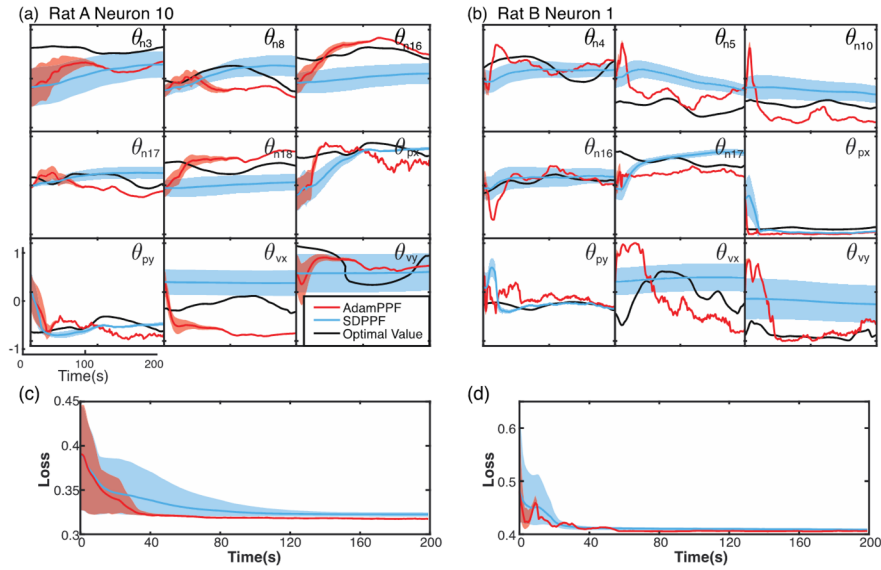 (a) Rat A Neuron 10
(b) Rat B Neuron 1
θn3 θn8 θn16
θn4 θn5 θn10
θn17 θn18 θpx
θn16 θn17 θpx
θpy θvx θvy
θpy θvx θvy
1
0
-1
0 100 200
Time(s)
AdamPPF
SDPPF
Optimal Value
(c)
0.45
0.4
0.35
0.3
Loss
0 40 80 120 160 200
Time(s)
(d)
0.6
0.5
0.4
Loss
0 40 80 120 160 200
Time(s)